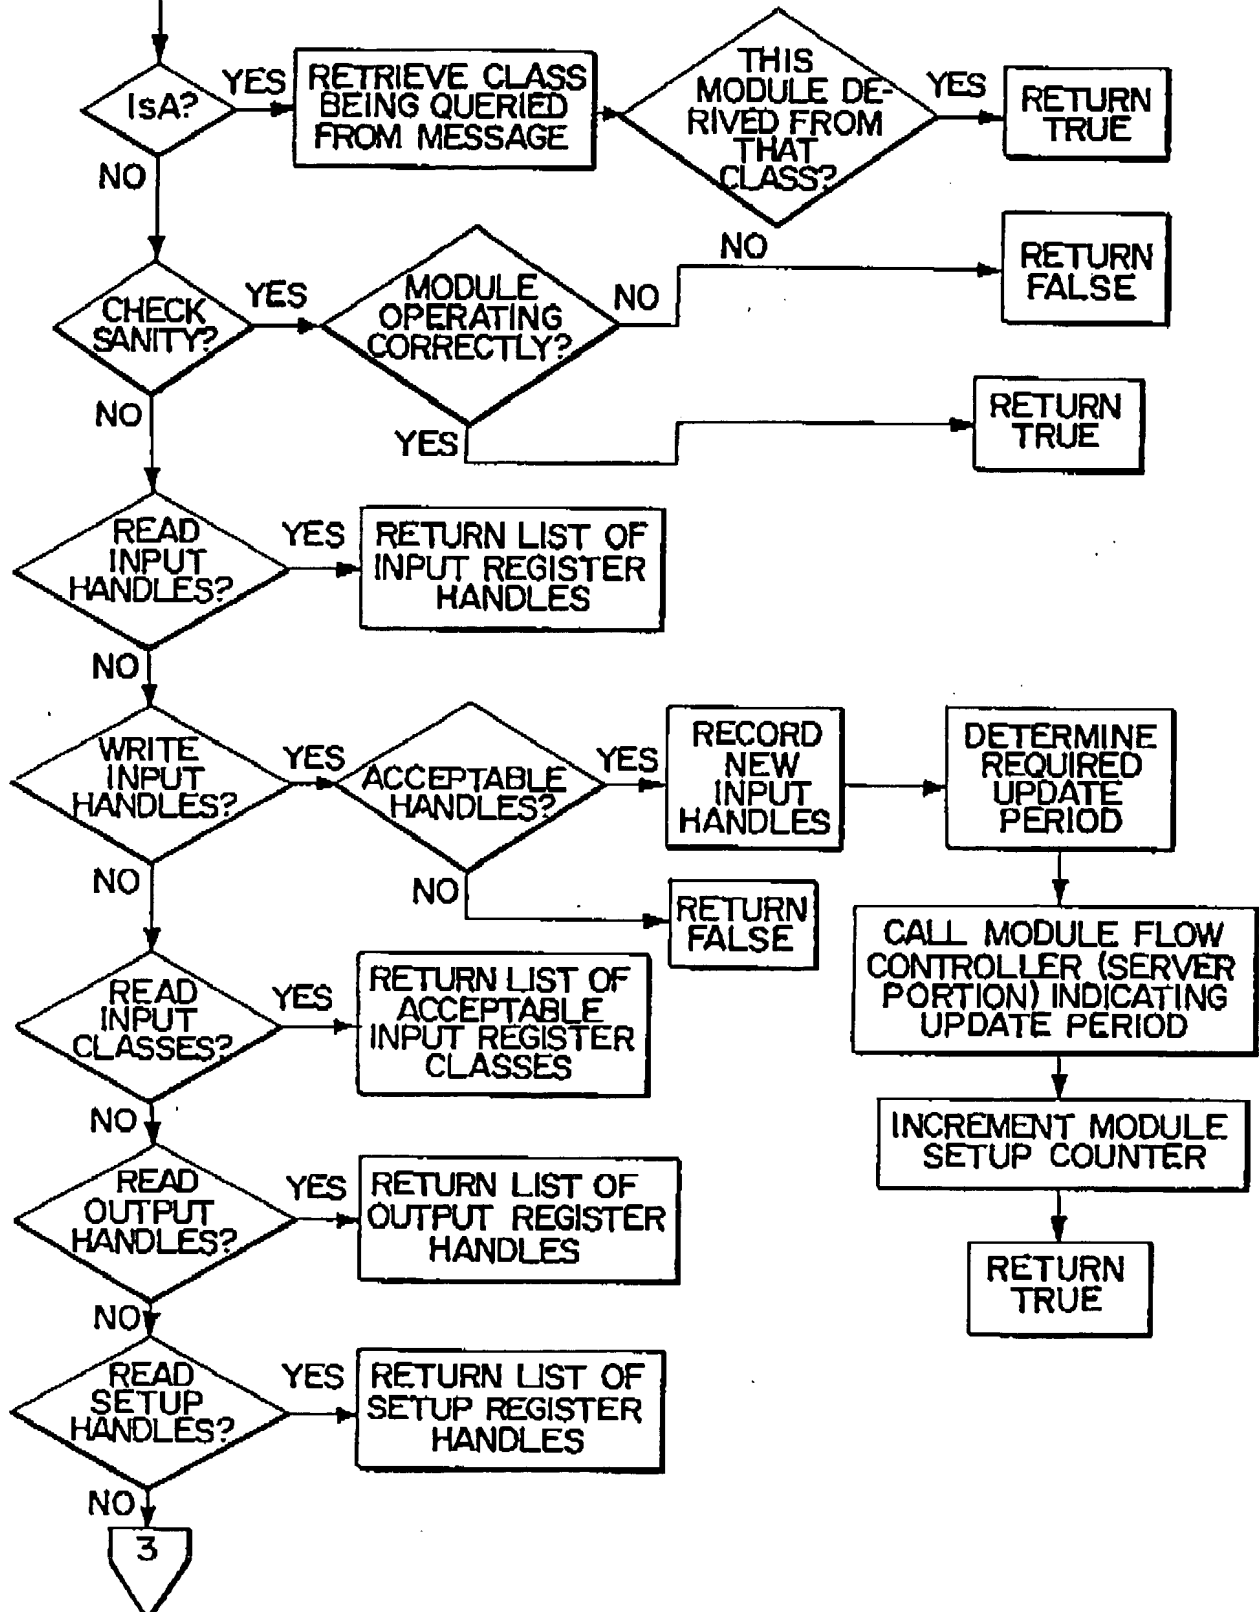 IsA?
YES
RETRIEVE CLASS
BEING QUERIED
FROM MESSAGE
THIS
MODULE DE-
RIVED FROM
THAT
CLASS?
YES
RETURN
TRUE
NO
NO
RETURN
FALSE
CHECK
SANITY?
YES
MODULE
OPERATING
CORRECTLY?
NO
NO
YES
RETURN
TRUE
READ
INPUT
HANDLES?
YES
RETURN LIST OF
INPUT REGISTER
HANDLES
NO
WRITE
INPUT
HANDLES?
YES
ACCEPTABLE
HANDLES?
YES
RECORD
NEW
INPUT
HANDLES
DETERMINE
REQUIRED
UPDATE
PERIOD
NO
NO
RETURN
FALSE
CALL MODULE FLOW
CONTROLLER (SERVER
PORTION) INDICATING
UPDATE PERIOD
READ
INPUT
CLASSES?
YES
RETURN LIST OF
ACCEPTABLE
INPUT REGISTER
CLASSES
NO
INCREMENT MODULE
SETUP COUNTER
READ
OUTPUT
HANDLES?
YES
RETURN LIST OF
OUTPUT REGISTER
HANDLES
RETURN
TRUE
NO
READ
SETUP
HANDLES?
YES
RETURN LIST OF
SETUP REGISTER
HANDLES
NO
3